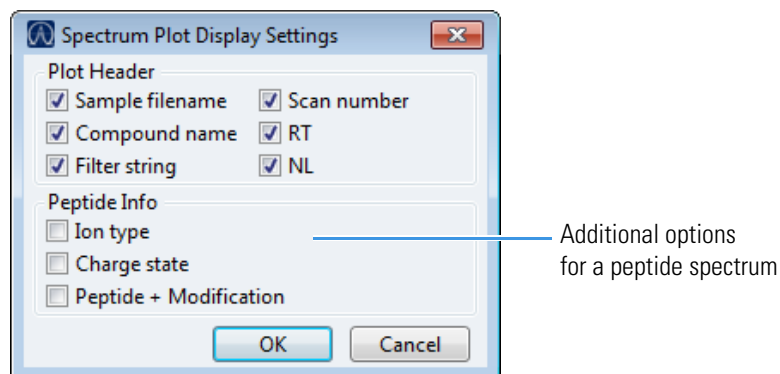 Spectrum Plot Display Settings
Plot Header
Sample filename
Scan number
Compound name
RT
Filter string
NL
Peptide Info
Ion type
Charge state
Peptide + Modification
OK
Cancel
Additional options
for a peptide spectrum